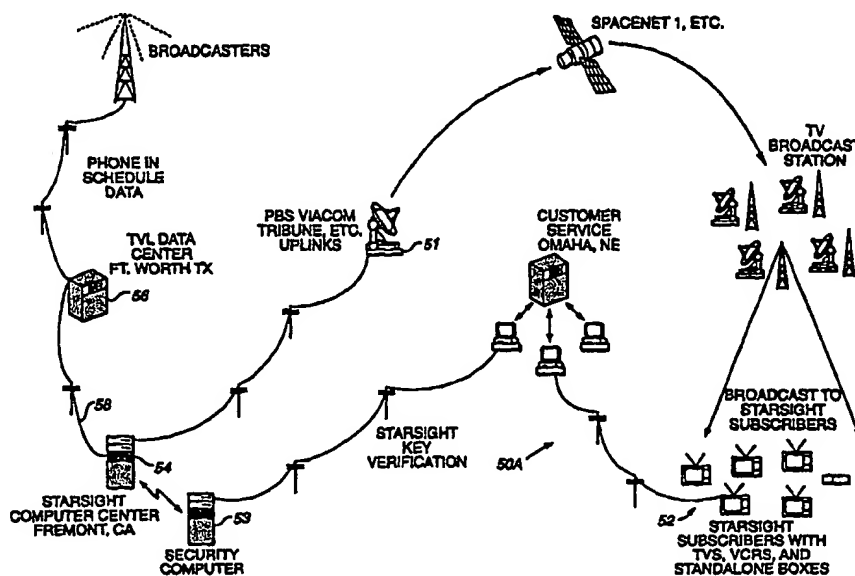 BROADCASTERS
SPACENET 1, ETC.
PHONE IN
SCHEDULE
DATA
TV
BROADCAST
STATION
PBS VIACOM
TRIBUNE, ETC.
UPLINKS
51
CUSTOMER
SERVICE
OMAHA, NE
TVL DATA
CENTER
FT. WORTH TX
56
58
54
STARSIGHT
COMPUTER CENTER
FREMONT, CA
53
SECURITY
COMPUTER
STARSIGHT
KEY
VERIFICATION
50A
BROADCAST TO
STARSIGHT
SUBSCRIBERS
52
STARSIGHT
SUBSCRIBERS WITH
TVS, VCRS, AND
STANDALONE BOXES